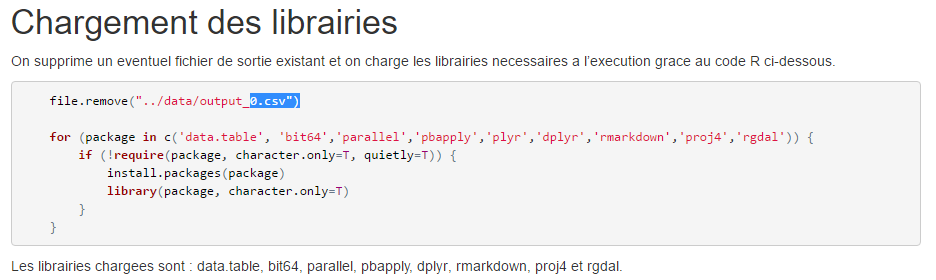 Chargement des librairies
On supprime un eventuel fichier de sortie existant et on charge les librairies necessaires a l'execution grace au code R ci-dessous.
file.remove("../data/output_0.csv")
for (package in c('data.table', 'bit64','parallel','pbapply','plyr','dplyr','rmarkdown','proj4','rgdal')) {
if (!require(package, character.only=T, quietly=T)) {
install.packages(package)
library(package, character.only=T)
}
}
Les librairies chargees sont : data.table, bit64, parallel, pbapply, dplyr, rmarkdown, proj4 et rgdal.